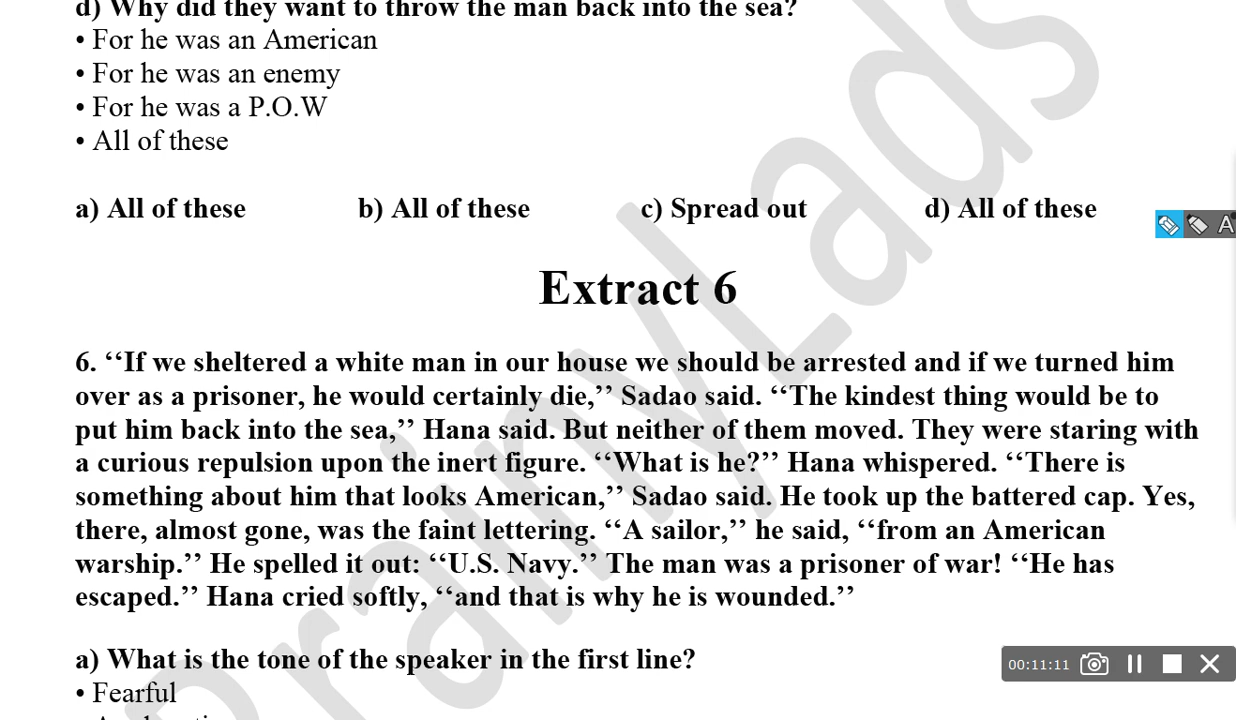 d) Why did they want to throw the man back into the sea?
• For he was an American
• For he was an enemy
• For he was a P.O.W
• All of these
a) All of these b) All of these c) Spread out d) All of these
A
Extract 6
6. ‘‘If we sheltered a white man in our house we should be arrested and if we turned him
over as a prisoner, he would certainly die,’’ Sadao said. ‘‘The kindest thing would be to
put him back into the sea,’’ Hana said. But neither of them moved. They were staring with
a curious repulsion upon the inert figure. ‘‘What is he?’’ Hana whispered. ‘‘There is
something about him that looks American,’’ Sadao said. He took up the battered cap. Yes,
there, almost gone, was the faint lettering. ‘‘A sailor,’’ he said, ‘‘from an American
warship.’’ He spelled it out: ‘‘U.S. Navy.’’ The man was a prisoner of war! ‘‘He has
escaped.’’ Hana cried softly, ‘‘and that is why he is wounded.’’
a) What is the tone of the speaker in the first line?
00:11:11
• Fearful
BrainyLads